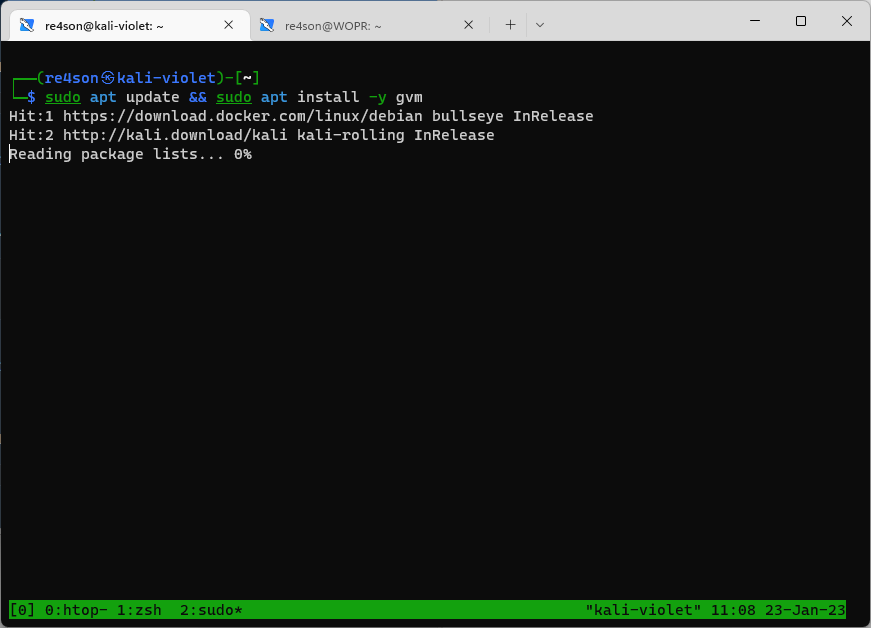 re4son@kali-violet: ~
re4son@WOPR: ~
┌──(re4son㉿kali-violet)-[~]
└─$ sudo apt update && sudo apt install -y gvm
Hit:1 https://download.docker.com/linux/debian bullseye InRelease
Hit:2 http://kali.download/kali kali-rolling InRelease
Reading package lists... 0%
[0] 0:htop- 1:zsh  2:sudo* "kali-violet" 11:08 23-Jan-23